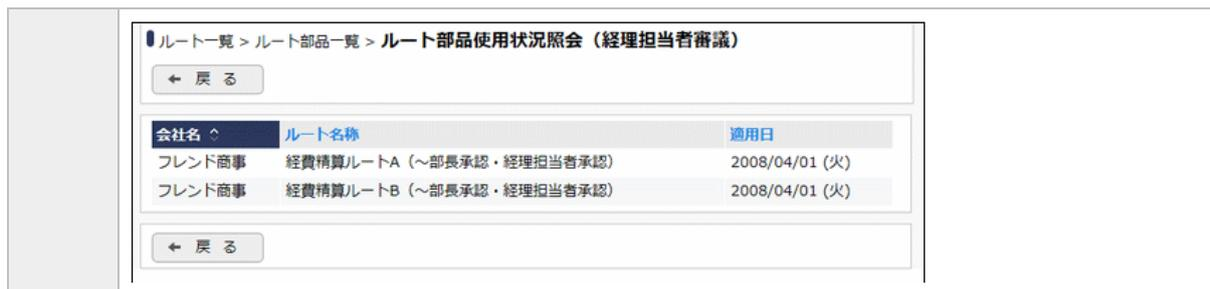 ルート一覧 > ルート部品一覧 > ルート部品使用状況照会（経理担当者審議）
← 戻 る
会社名 ルート名称 適用日
フレンド商事 経費精算ルートA（～部長承認・経理担当者承認） 2008/04/01 (火)
フレンド商事 経費精算ルートB（～部長承認・経理担当者承認） 2008/04/01 (火)
← 戻 る